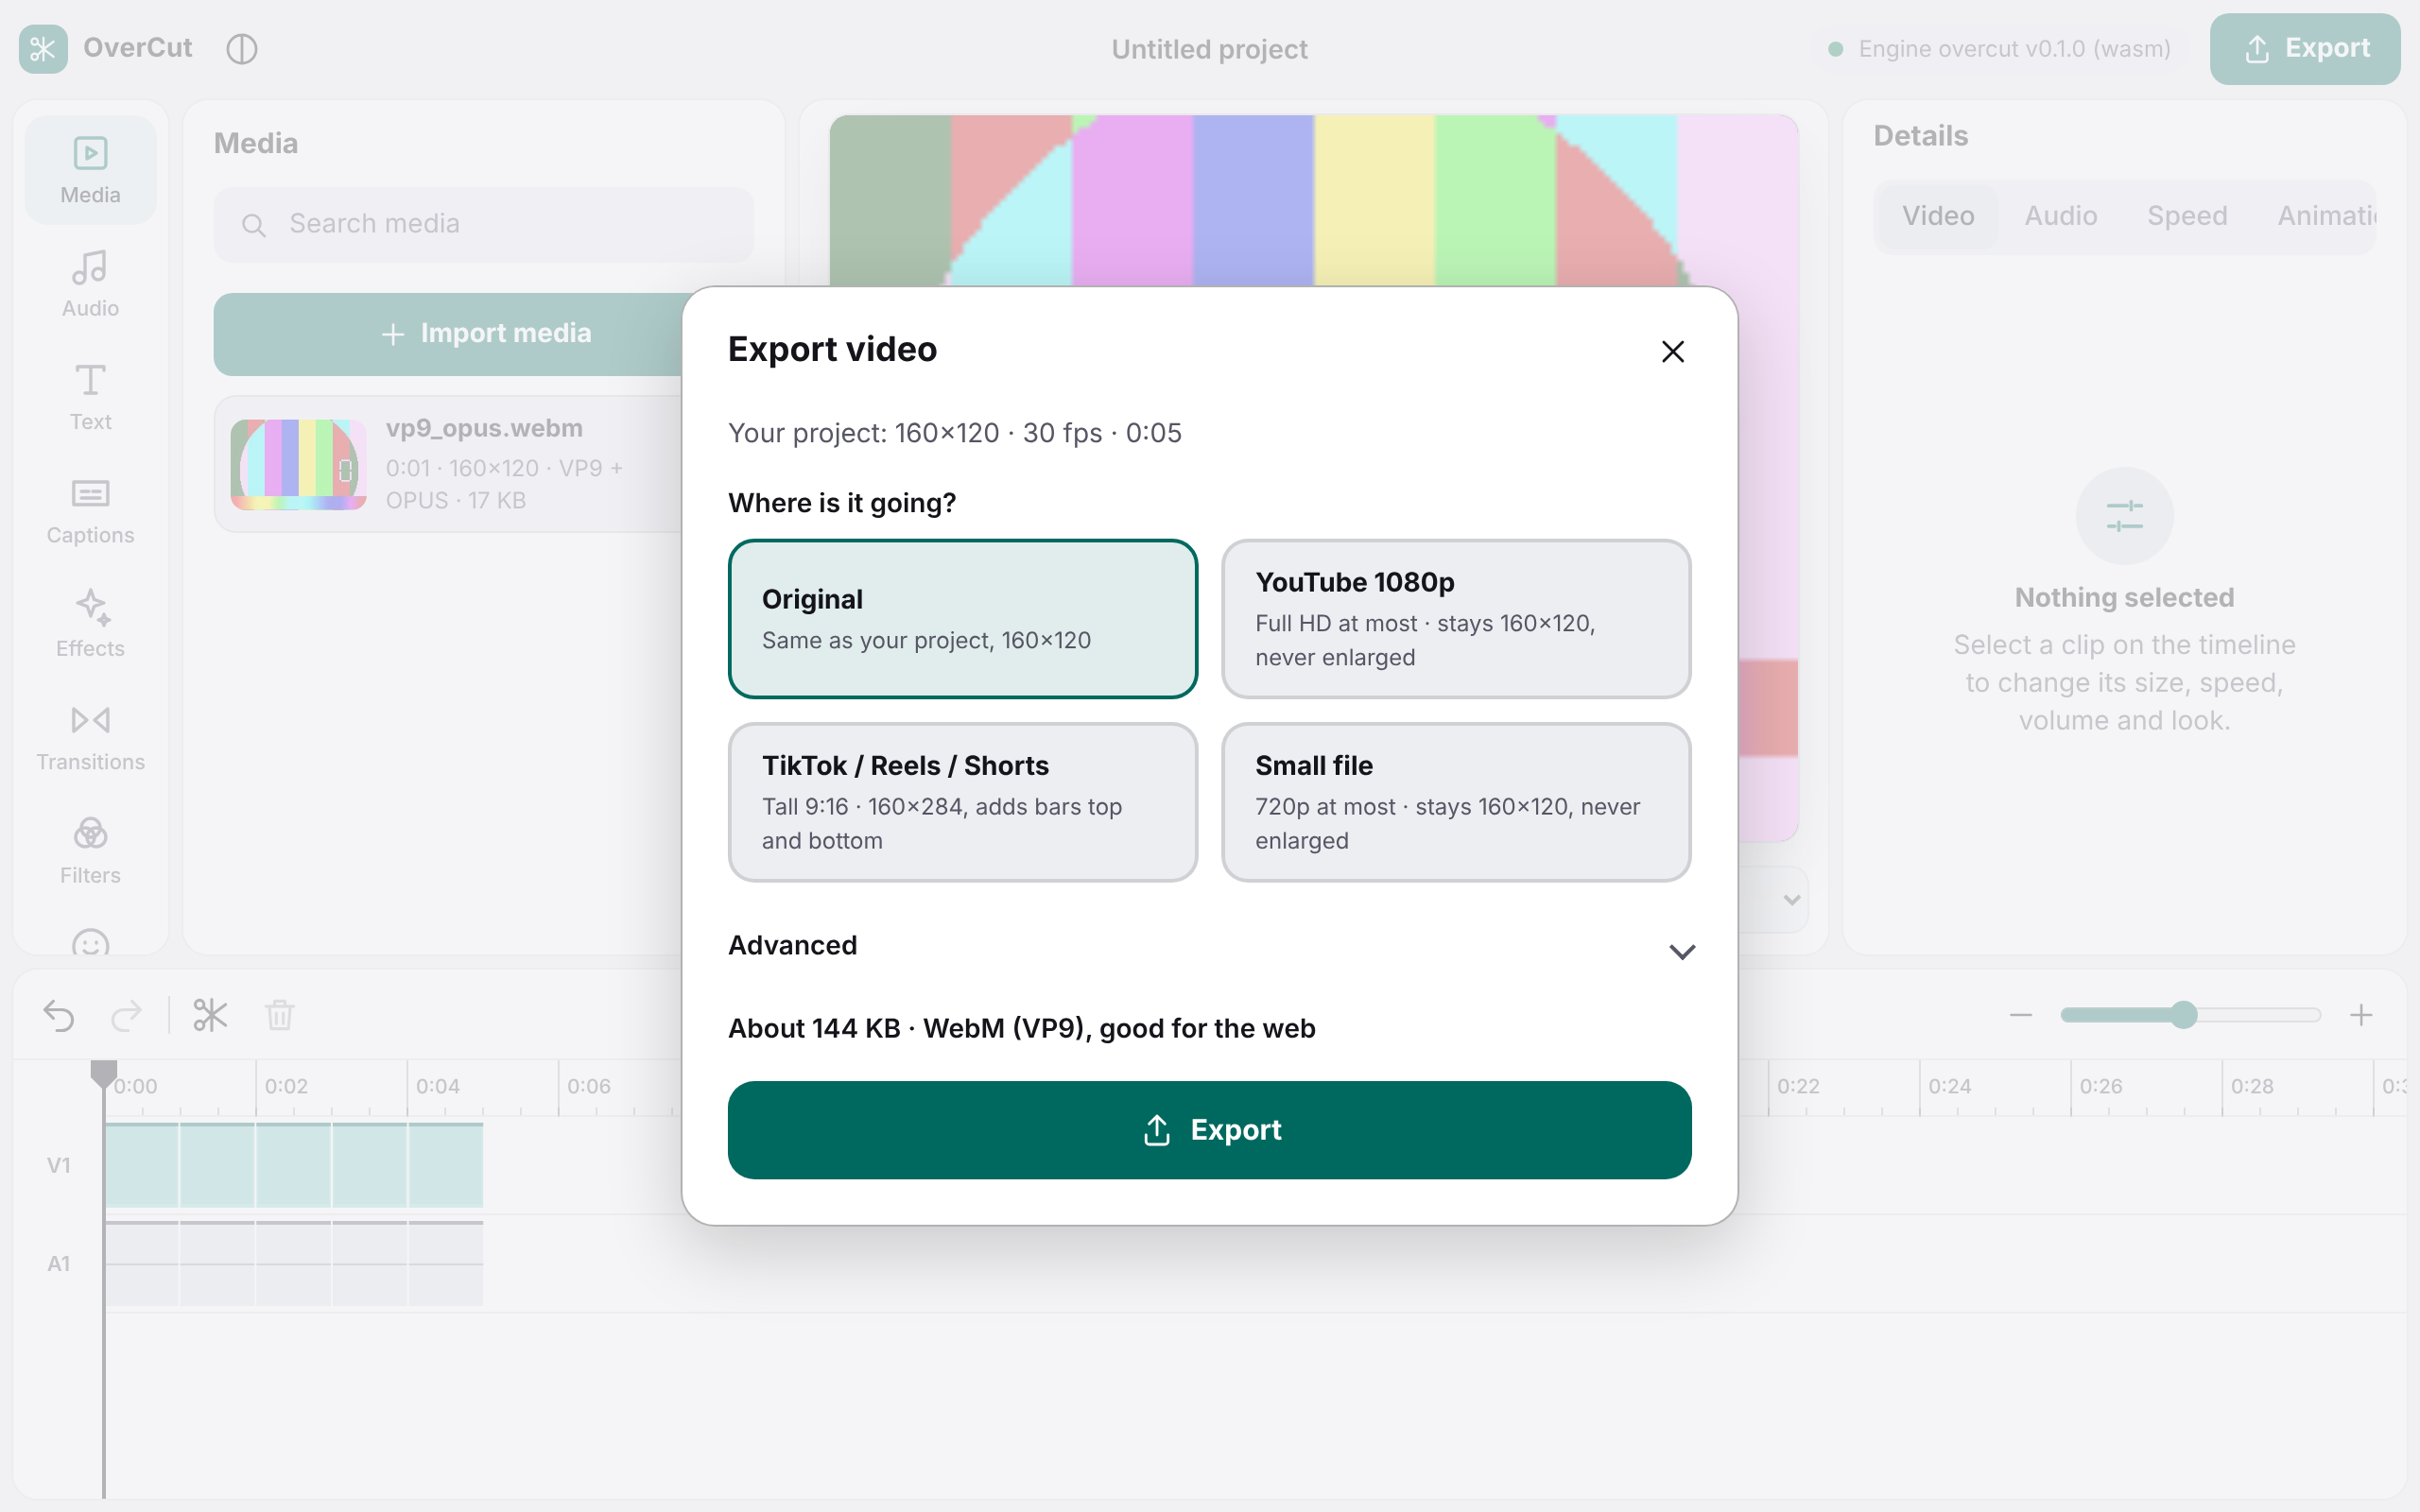 OverCut
Untitled project
Engine overcut v0.1.0 (wasm)
Export
Media
Audio
Text
Captions
Effects
Transitions
Filters
Media
Search media
Import media
vp9_opus.webm
0:01 · 160×120 · VP9 +
OPUS · 17 KB
Details
Video Audio Speed Animatic
Nothing selected
Select a clip on the timeline
to change its size, speed,
volume and look.
Export video
Your project: 160×120 · 30 fps · 0:05
Where is it going?
Original
Same as your project, 160×120
YouTube 1080p
Full HD at most · stays 160×120,
never enlarged
TikTok / Reels / Shorts
Tall 9:16 · 160×284, adds bars top
and bottom
Small file
720p at most · stays 160×120, never
enlarged
Advanced
About 144 KB · WebM (VP9), good for the web
Export
0:00 0:02 0:04 0:06 0:22 0:24 0:26 0:28
V1
A1